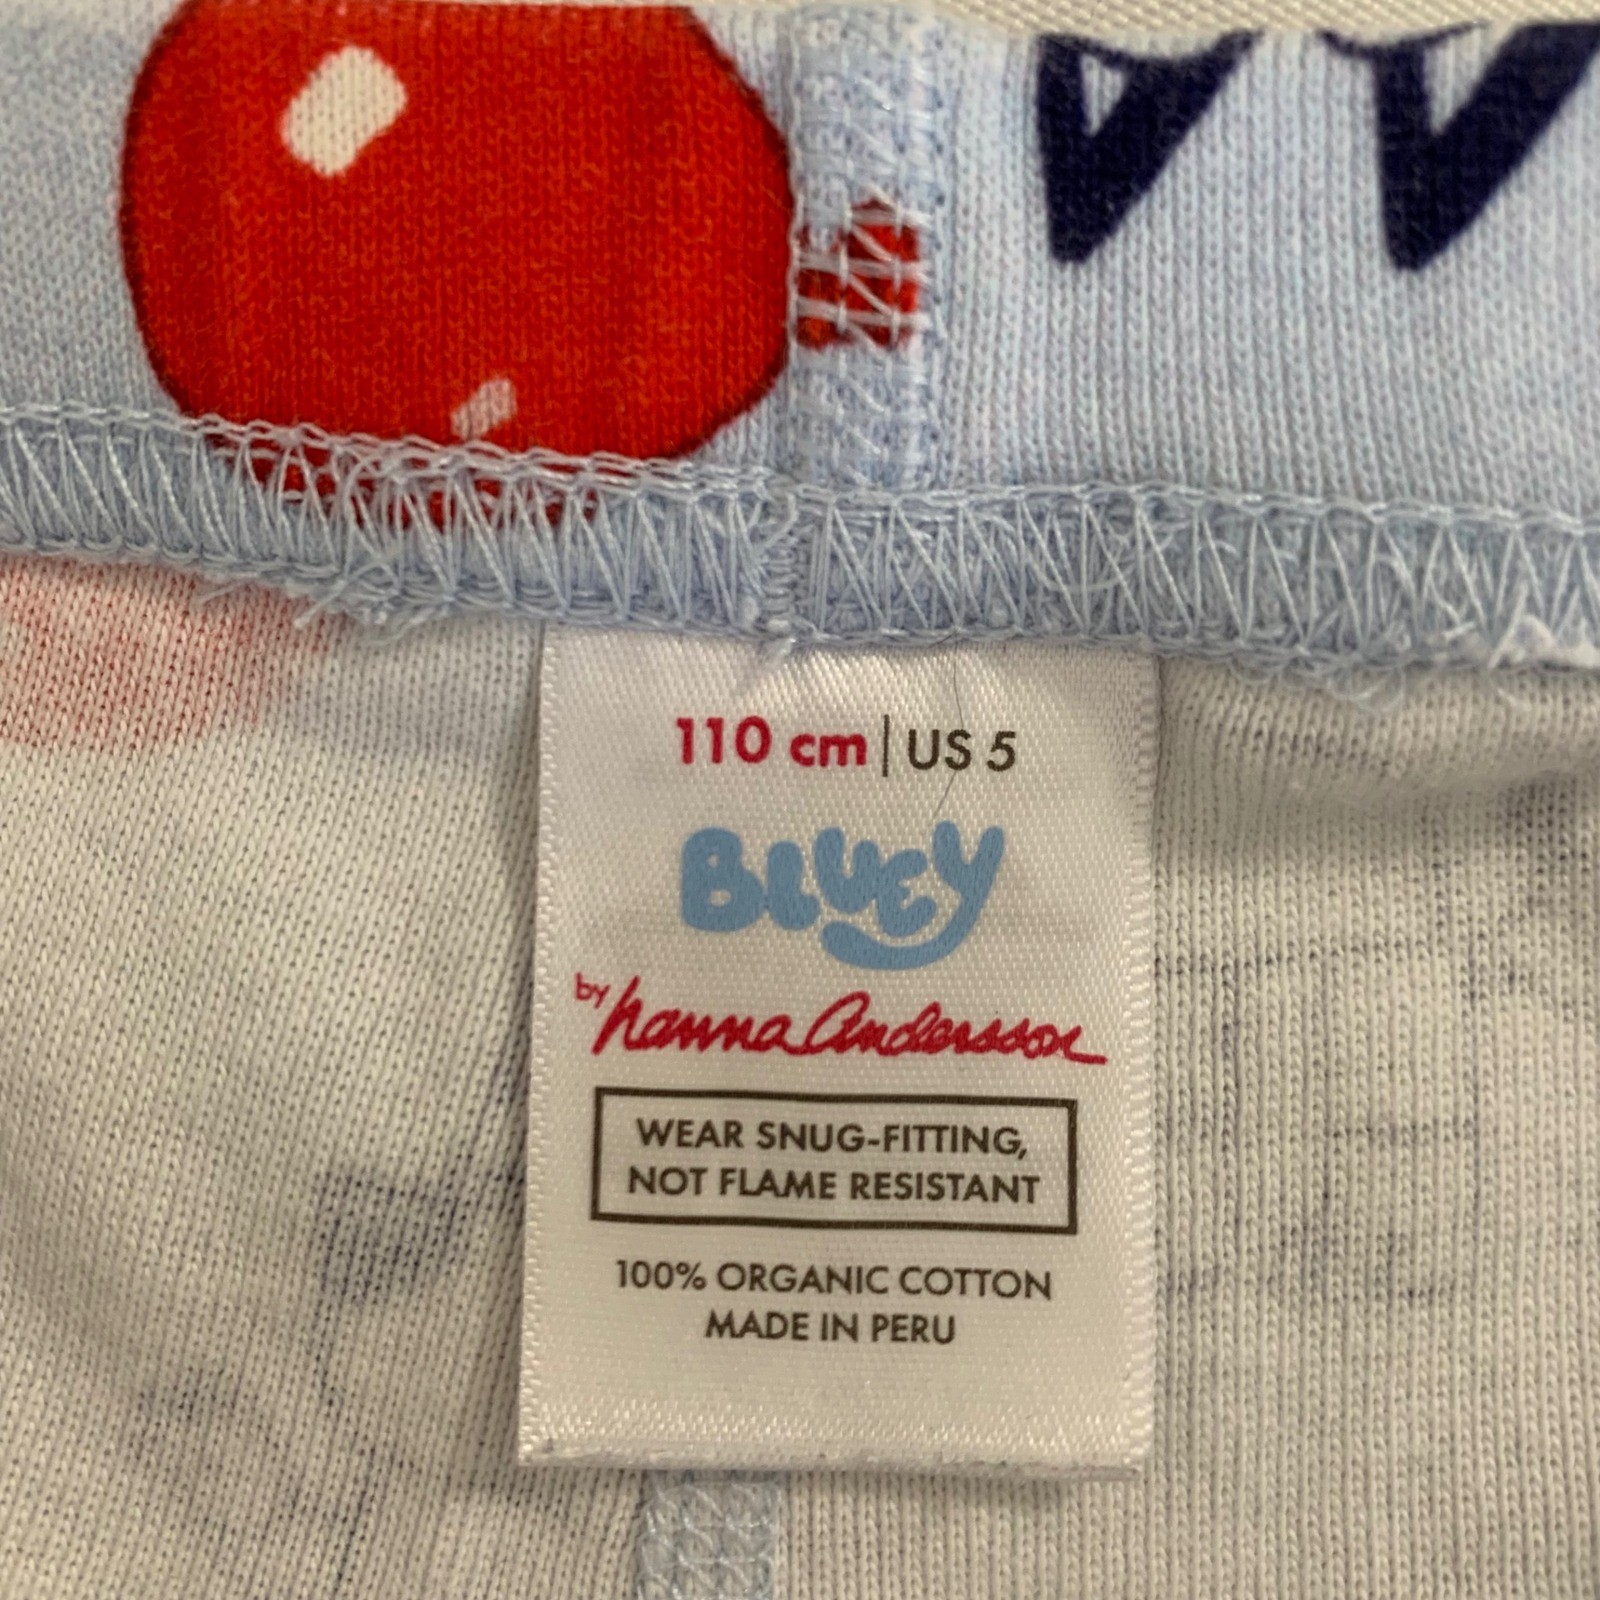 110 cm | US 5
BLUEY
by hanna Andersson
WEAR SNUG-FITTING,
NOT FLAME RESISTANT
100% ORGANIC COTTON
MADE IN PERU